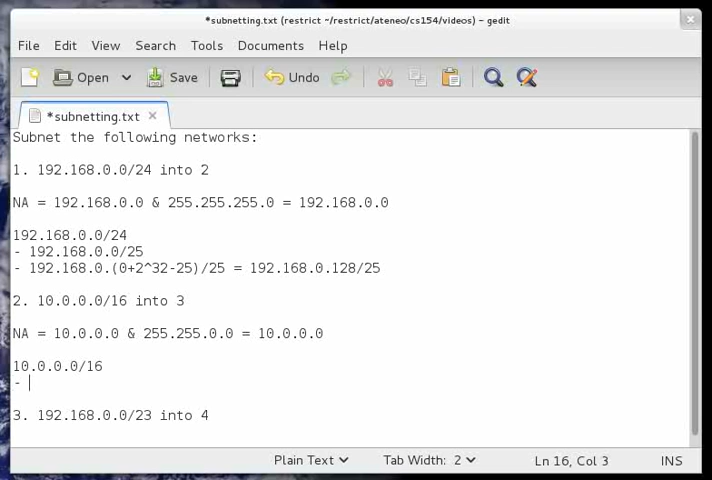 *subnetting.txt (restrict ~/restrict/ateneo/cs154/videos) – gedit
File Edit View Search Tools Documents Help
Open Save Undo
*subnetting.txt
Subnet the following networks:
1. 192.168.0.0/24 into 2
NA = 192.168.0.0 & 255.255.255.0 = 192.168.0.0
192.168.0.0/24
- 192.168.0.0/25
- 192.168.0.(0+2^32-25)/25 = 192.168.0.128/25
2. 10.0.0.0/16 into 3
NA = 10.0.0.0 & 255.255.0.0 = 10.0.0.0
10.0.0.0/16
-
3. 192.168.0.0/23 into 4
Plain Text Tab Width: 2 Ln 16, Col 3 INS